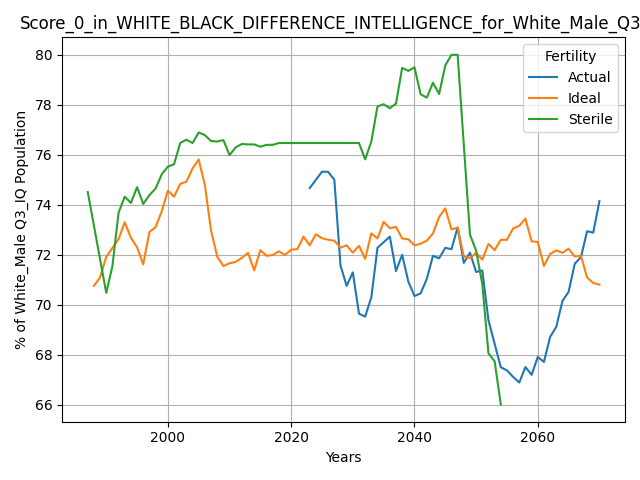 Score_0_in_WHITE_BLACK_DIFFERENCE_INTELLIGENCE_for_White_Male_Q3
Fertility
Actual
Ideal
Sterile
% of White_Male Q3_IQ Population
80
78
76
74
72
70
68
66
2000 2020 2040 2060
Years